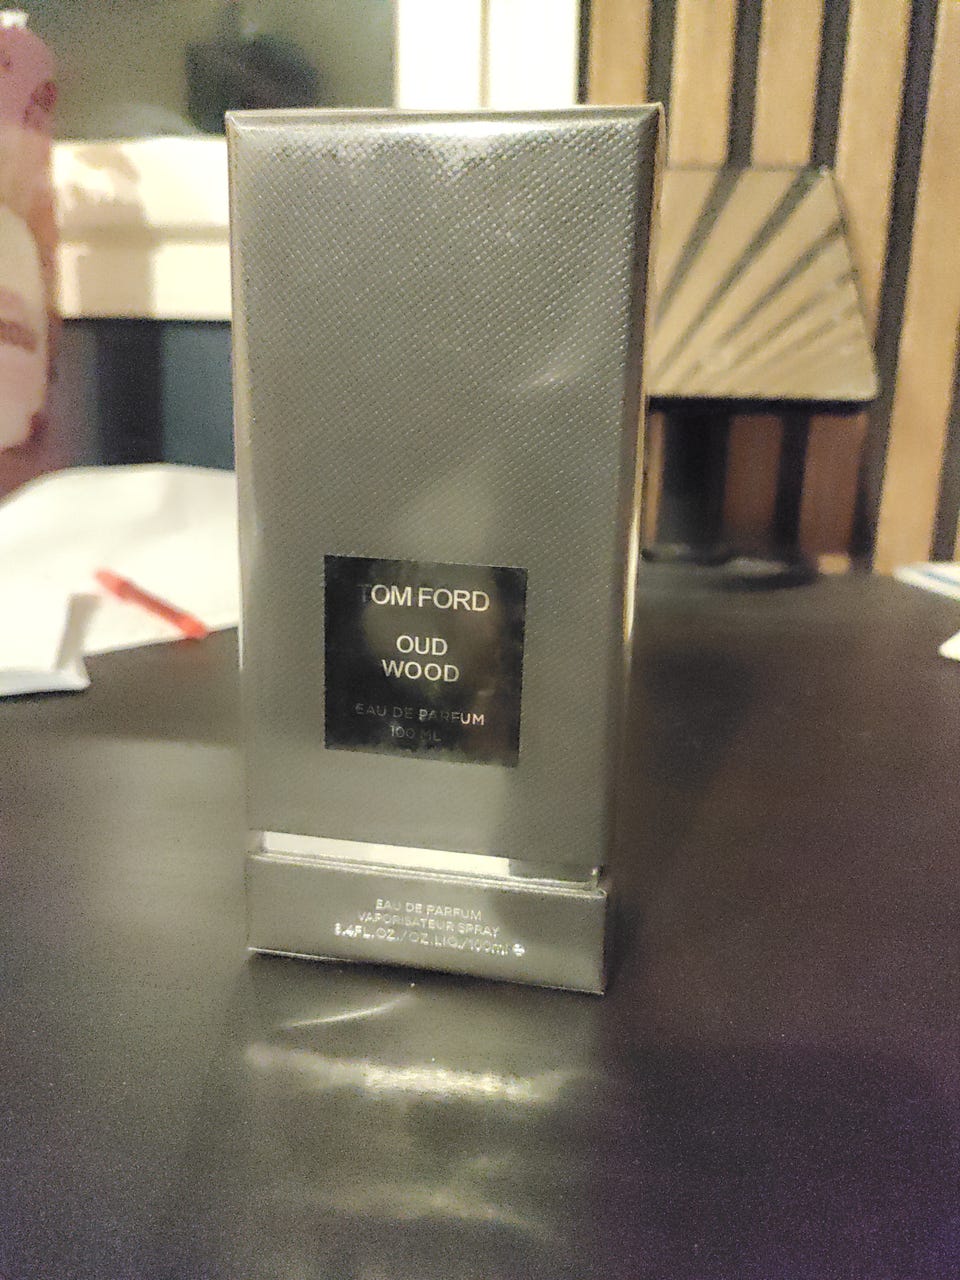 TOM FORD
OUD
WOOD
EAU DE PARFUM
100 ML
EAU DE PARFUM
VAPORISATEUR SPRAY
3.4FL.OZ./OZ.LIQ./100ml ℮